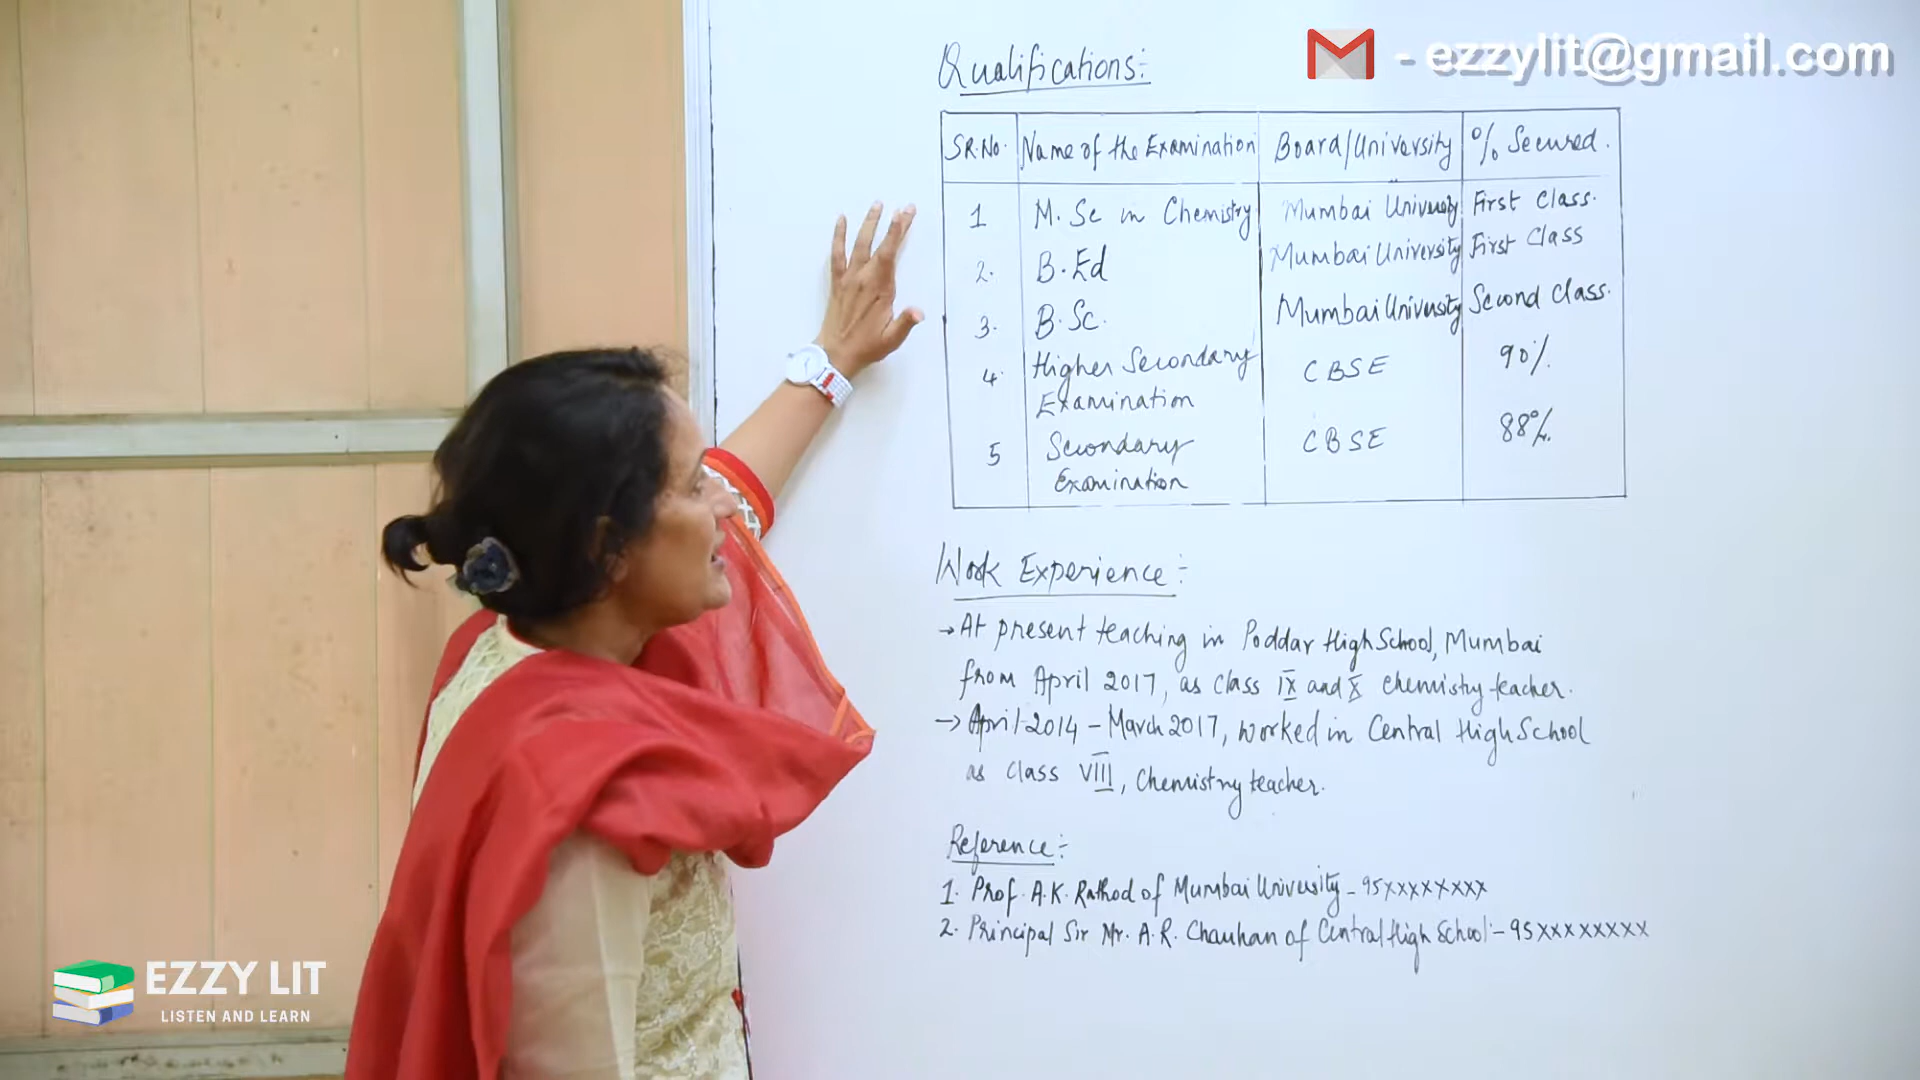 - ezzylit@gmail.com
Qualifications:-
SR.No. Name of the Examination Board/University % Secured.
1 M.Sc in Chemistry Mumbai University First Class.
2. B.Ed Mumbai University First Class
3. B.Sc. Mumbai University Second Class.
4. Higher Secondary CBSE 90%.
Examination
5 Secondary CBSE 88%.
Examination
Work Experience:-
→ At present teaching in Poddar High School, Mumbai
from April 2017, as class IX and X chemistry teacher.
→ April 2014 - March 2017, worked in Central High School
as class VIII, Chemistry teacher.
Reference:-
1. Prof. A.K. Rathod of Mumbai University - 95XXXXXXXX
2. Principal Sir Mr. A.R. Chauhan of Central High School:- 95XXXXXXXX
EZZY LIT
LISTEN AND LEARN